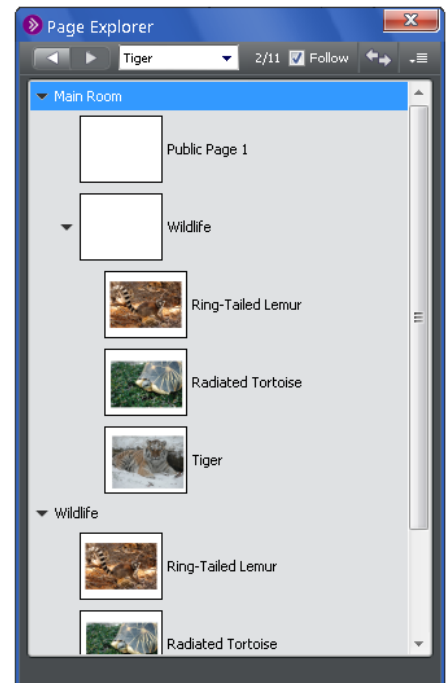 Page Explorer
Tiger 2/11 Follow
Main Room
Public Page 1
Wildlife
Ring-Tailed Lemur
Radiated Tortoise
Tiger
Wildlife
Ring-Tailed Lemur
Radiated Tortoise